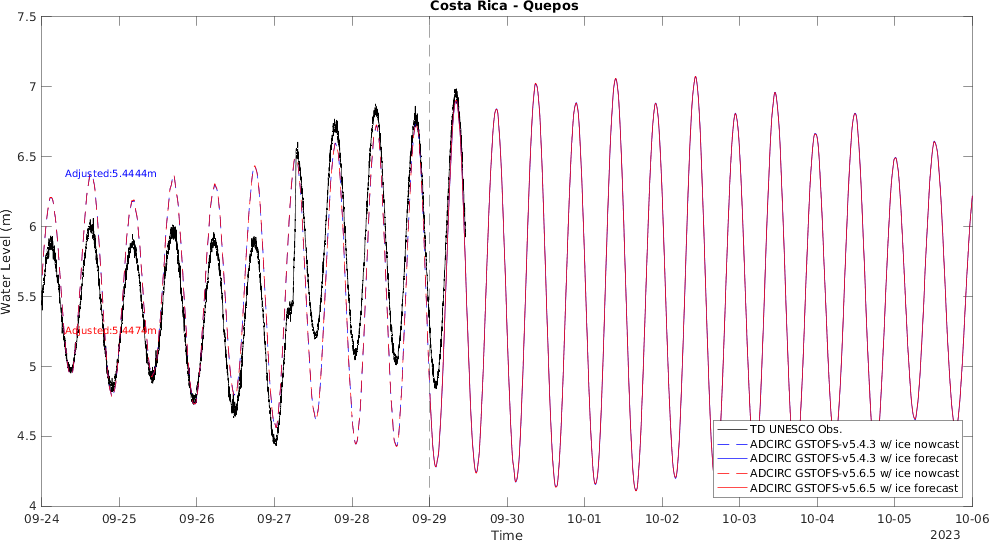 Costa Rica - Quepos
7.5
7
6.5
6
5.5
5
4.5
4
Water Level (m)
Adjusted:5.4444m
Adjusted:5.4474m
TD UNESCO Obs.
ADCIRC GSTOFS-v5.4.3 w/ ice nowcast
ADCIRC GSTOFS-v5.4.3 w/ ice forecast
ADCIRC GSTOFS-v5.6.5 w/ ice nowcast
ADCIRC GSTOFS-v5.6.5 w/ ice forecast
09-24 09-25 09-26 09-27 09-28 09-29 09-30 10-01 10-02 10-03 10-04 10-05 10-06
Time
2023